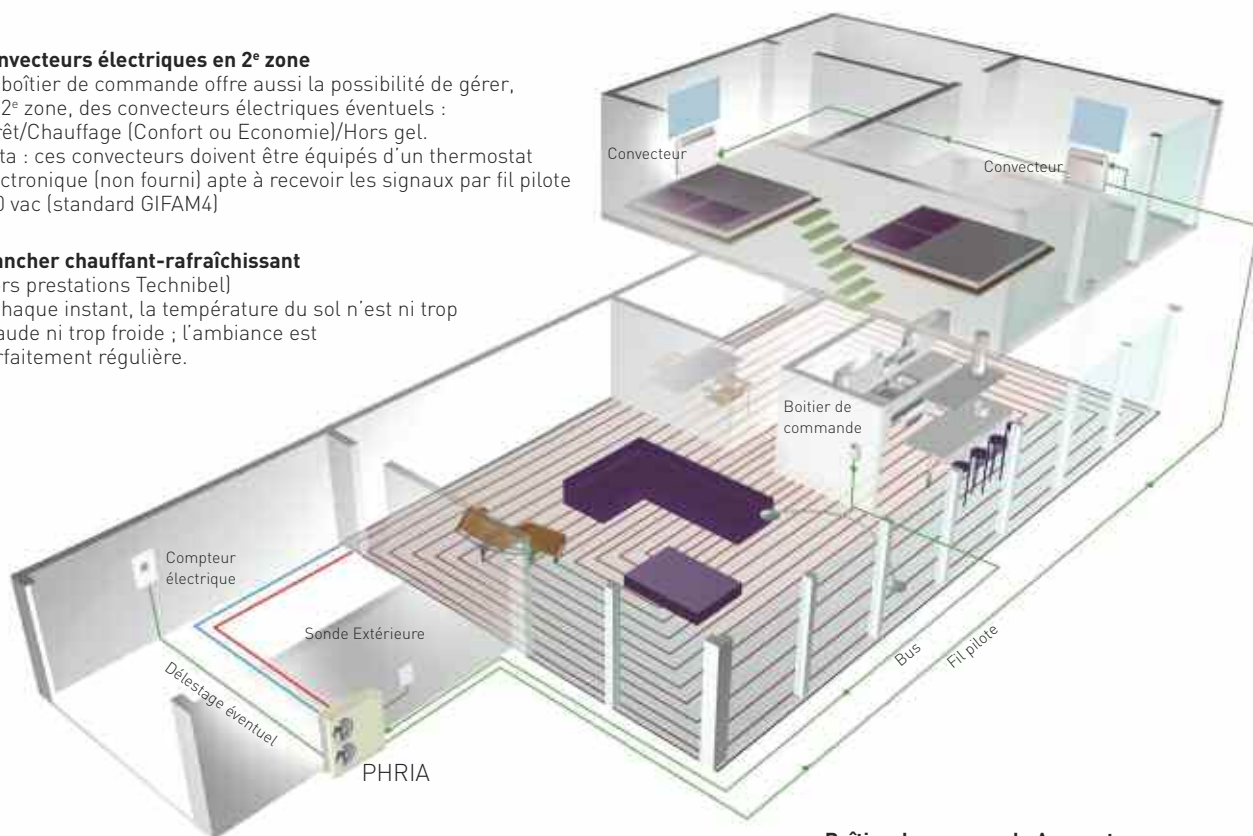 nvecteurs électriques en 2e zone
boîtier de commande offre aussi la possibilité de gérer,
2e zone, des convecteurs électriques éventuels :
rêt/Chauffage (Confort ou Economie)/Hors gel.
ta : ces convecteurs doivent être équipés d'un thermostat
ctronique (non fourni) apte à recevoir les signaux par fil pilote
0 vac (standard GIFAM4)
ancher chauffant-rafraîchissant
rs prestations Technibel)
haque instant, la température du sol n'est ni trop
aude ni trop froide ; l'ambiance est
rfaitement régulière.
Convecteur
Convecteur
Boitier de
commande
Compteur
électrique
Sonde Extérieure
Délestage éventuel
Bus
Fil pilote
PHRIA